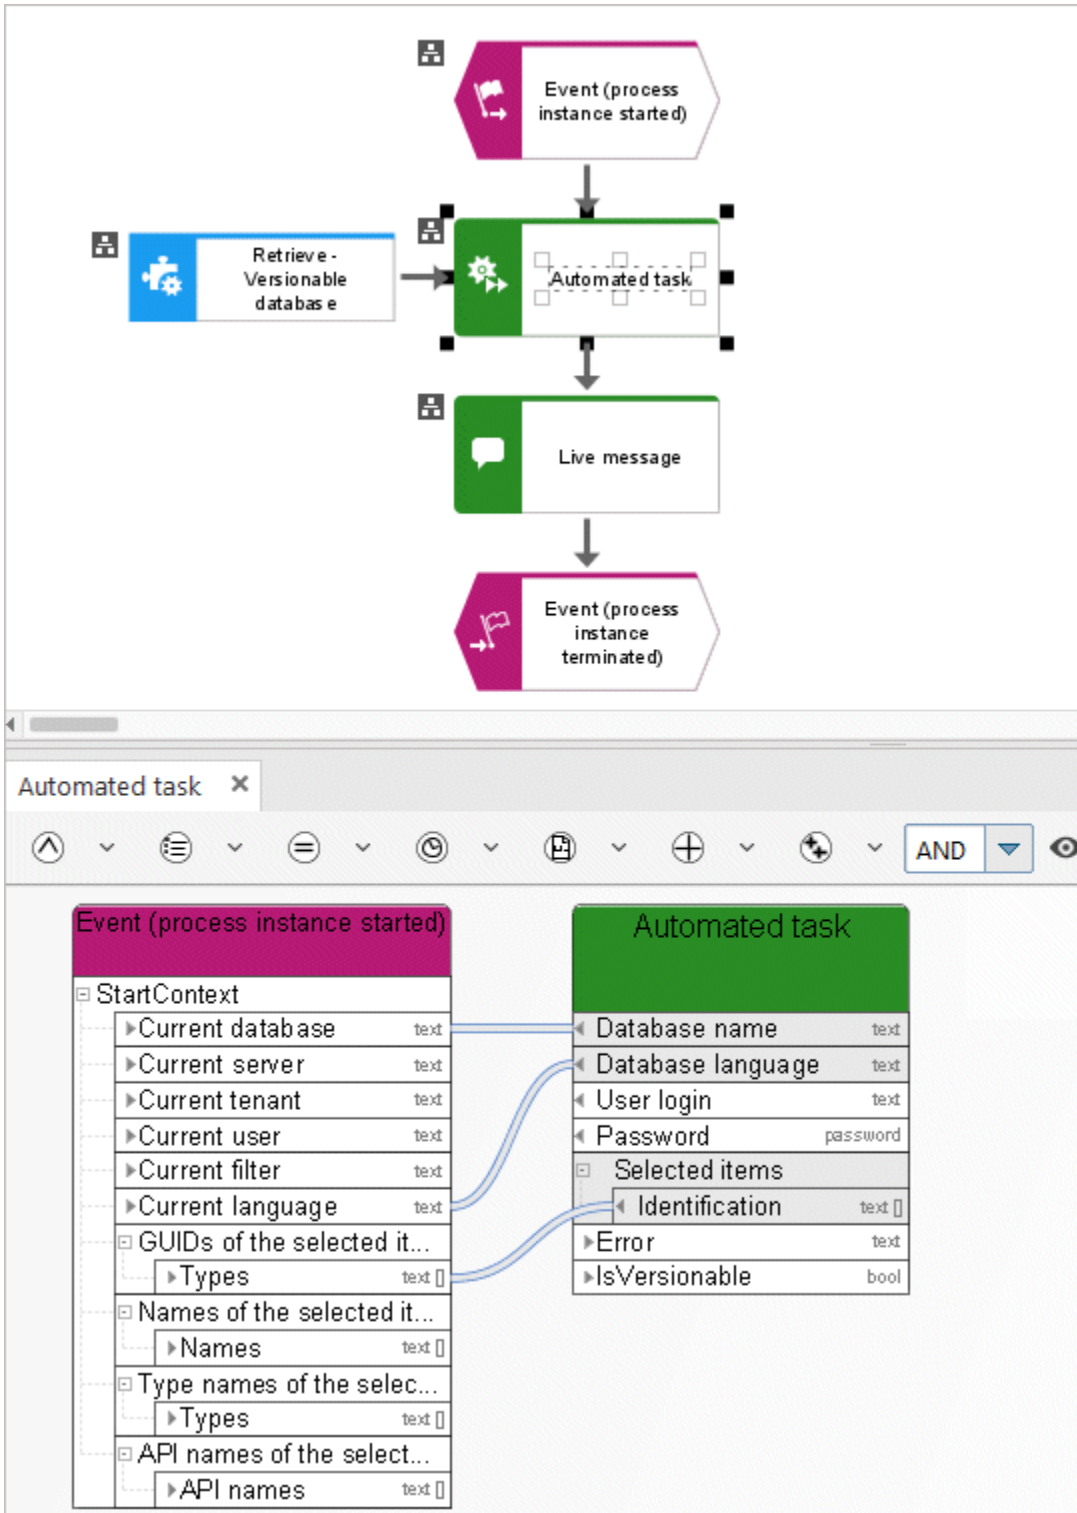 Event (process
instance started)
Retrieve -
Versionable
database
Automated task
Live message
Event (process
instance
terminated)
Automated task
AND
Event (process instance started)
StartContext
Current database text
Current server text
Current tenant text
Current user text
Current filter text
Current language text
GUIDs of the selected it...
Types text []
Names of the selected it...
Names text []
Type names of the selec...
Types text []
API names of the select...
API names text []
Automated task
Database name text
Database language text
User login text
Password password
Selected items
Identification text []
Error text
IsVersionable bool